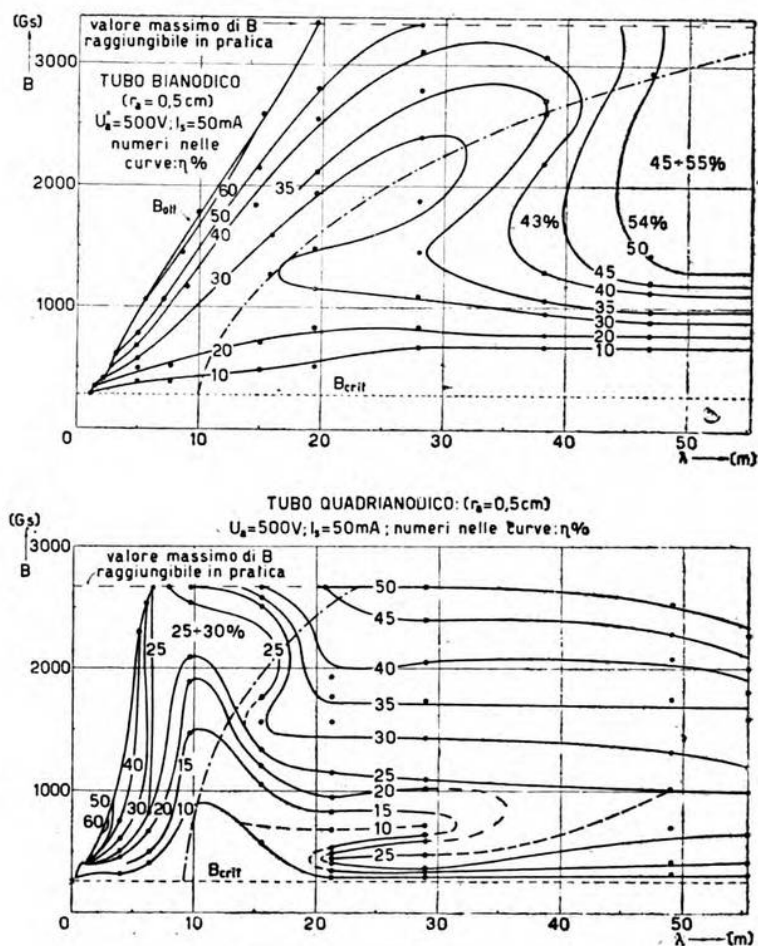 (Gs)
B
valore massimo di B
raggiungibile in pratica
3000
2000
1000
0
TUBO BIANODICO
(ra=0,5cm)
Ua=500V; Is=50mA
numeri nelle
curve:η%
Bott
60
50
40
35
30
20
10
43%
45÷55%
54%
50
45
40
35
30
20
10
Bcrit
10
20
30
40
50
λ → [m]
TUBO QUADRIANODICO: (ra=0,5cm)
Ua=500V; Is=50mA; numeri nelle curve:η%
(Gs)
B
valore massimo di B
raggiungibile in pratica
3000
2000
1000
0
25÷30%
25
25
50
45
40
35
30
25
20
15
10
25
40
15
50
60
30
20
10
Bcrit
10
20
30
40
50
λ → [m]